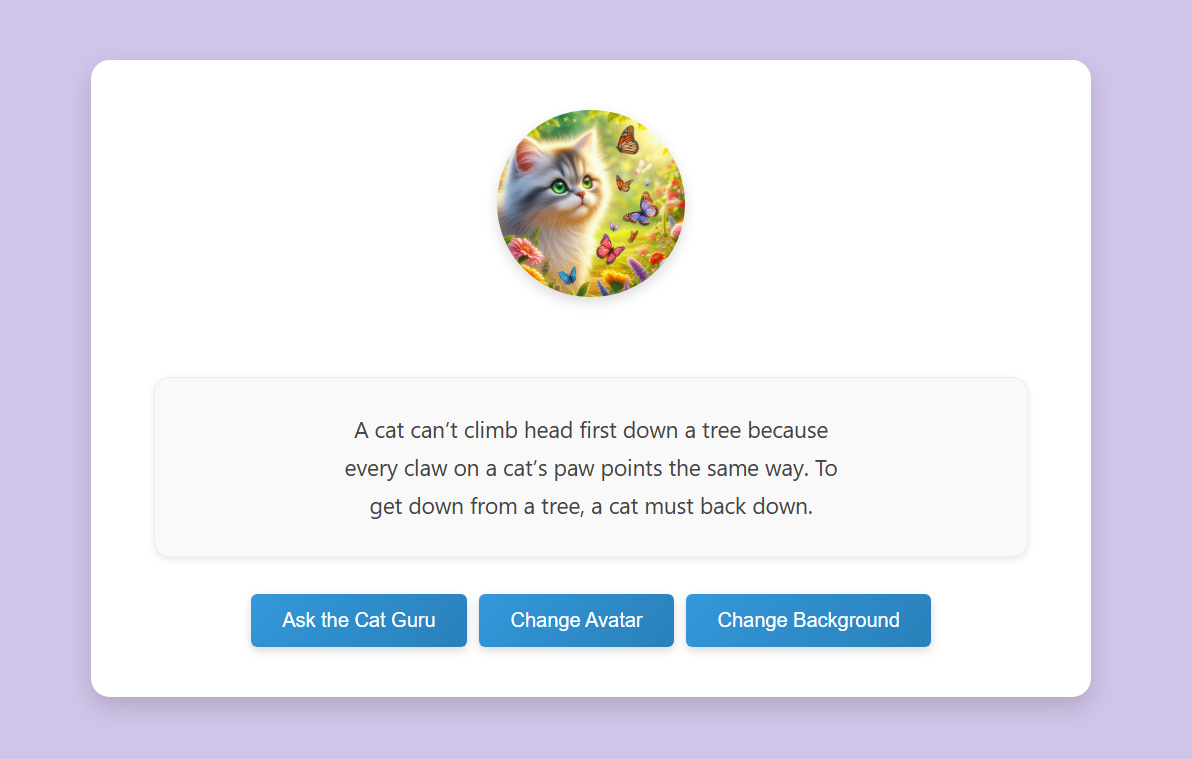 A cat can’t climb head first down a tree because
every claw on a cat’s paw points the same way. To
get down from a tree, a cat must back down.
Ask the Cat Guru
Change Avatar
Change Background